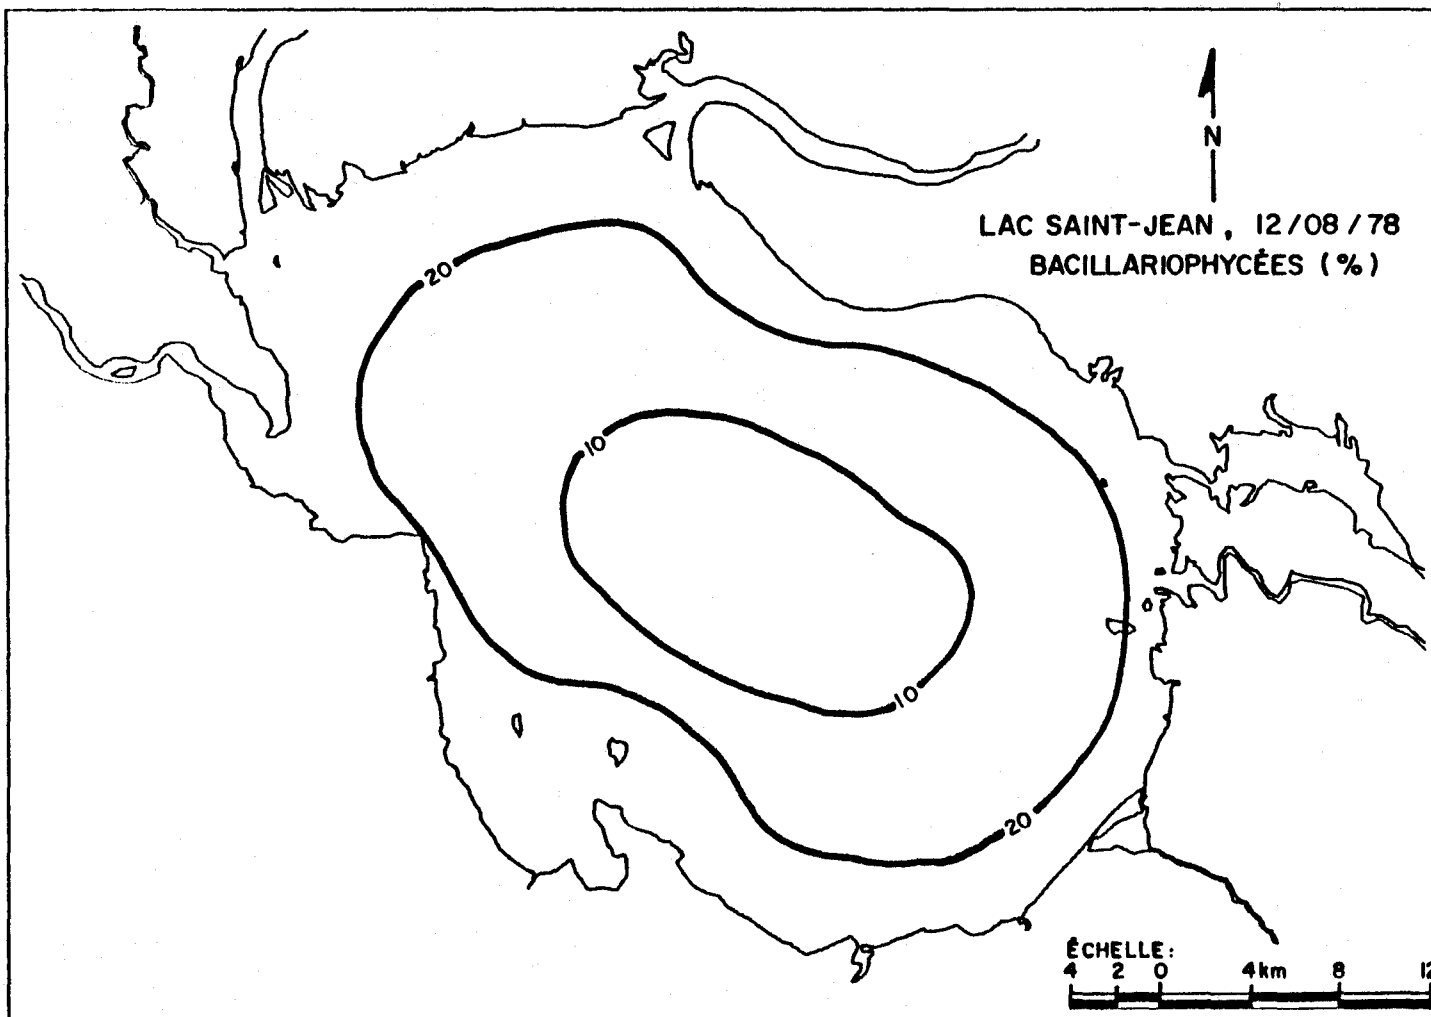 N
LAC SAINT-JEAN, 12/08/78
BACILLARIOPHYCÉES (%)
20
10
10
20
ÉCHELLE:
4 2 0 4km 8 12